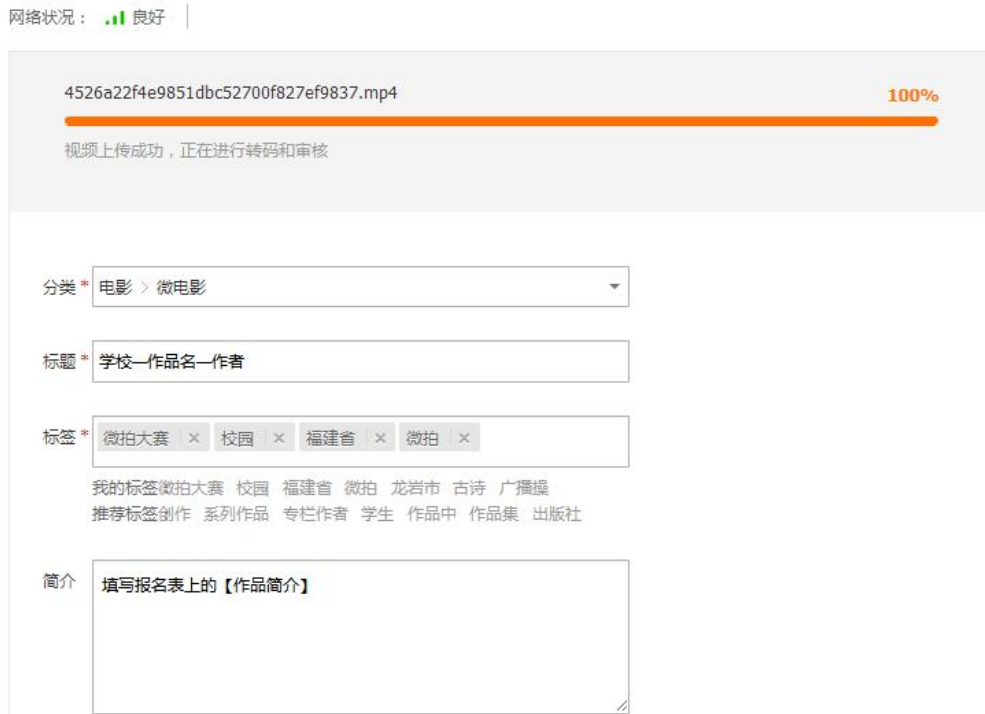 网络状况： 良好
4526a22f4e9851dbc52700f827ef9837.mp4 100%
视频上传成功，正在进行转码和审核
分类 * 电影 > 微电影
标题 * 学校—作品名—作者
标签 * 微拍大赛 × 校园 × 福建省 × 微拍 ×
我的标签微拍大赛 校园 福建省 微拍 龙岩市 古诗 广播操
推荐标签创作 系列作品 专栏作者 学生 作品中 作品集 出版社
简介 填写报名表上的【作品简介】